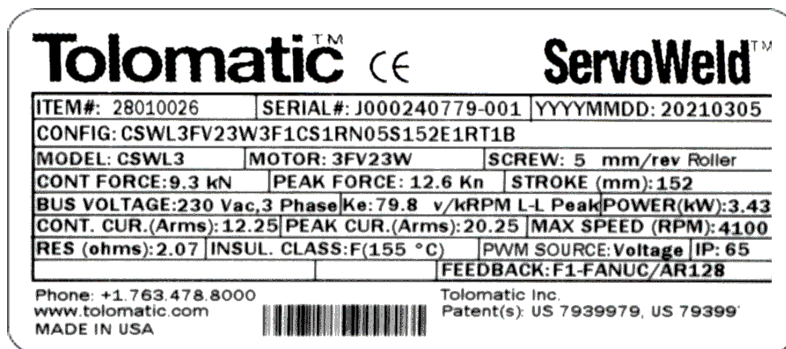 Tolomatic™ CE ServoWeld™
ITEM#: 28010026 SERIAL#: J000240779-001 YYYYMMDD: 20210305
CONFIG: CSWL3FV23W3F1CS1RN05S152E1RT1B
MODEL: CSWL3 MOTOR: 3FV23W SCREW: 5 mm/rev Roller
CONT FORCE:9.3 kN PEAK FORCE: 12.6 Kn STROKE (mm):152
BUS VOLTAGE:230 Vac,3 Phase Ke:79.8 v/kRPM L-L Peak POWER(kW):3.43
CONT. CUR.(Arms):12.25 PEAK CUR.(Arms):20.25 MAX SPEED (RPM):4100
RES (ohms):2.07 INSUL. CLASS:F(155 °C) PWM SOURCE:Voltage IP: 65
FEEDBACK:F1-FANUC/AR128
Phone: +1.763.478.8000 Tolomatic Inc.
www.tolomatic.com Patent(s): US 7939979, US 79399
MADE IN USA